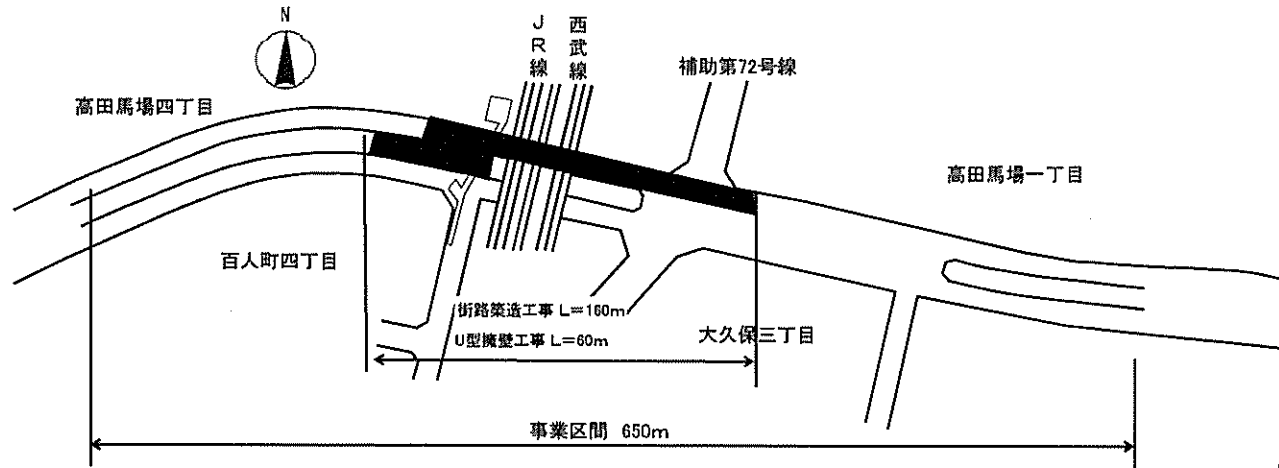 N
JR線
西武線
補助第72号線
高田馬場四丁目
高田馬場一丁目
百人町四丁目
街路築造工事 L=160m
U型擁壁工事 L=60m
大久保三丁目
事業区間 650m